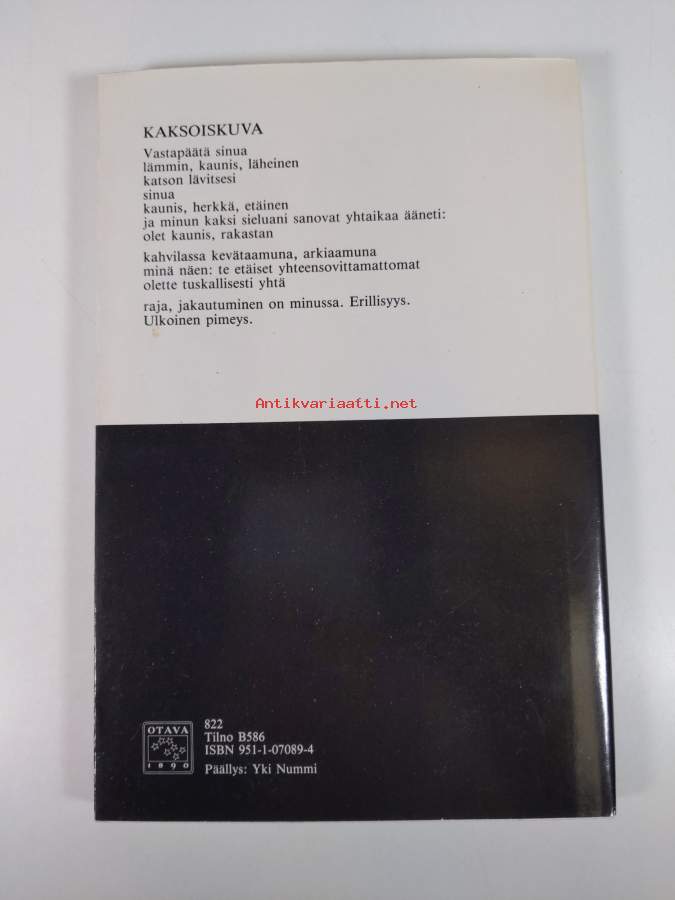 KAKSOISKUVA
Vastapäätä sinua
lämmin, kaunis, läheinen
katson lävitsesi
sinua
kaunis, herkkä, etäinen
ja minun kaksi sieluani sanovat yhtaikaa ääneti:
olet kaunis, rakastan
kahvilassa kevätaamuna, arkiaamuna
minä näen: te etäiset yhteensovittamattomat
olette tuskallisesti yhtä
raja, jakautuminen on minussa. Erillisyys.
Ulkoinen pimeys.
Antikvariaatti.net
OTAVA
1890
822
Tilno B586
ISBN 951-1-07089-4
Päällys: Yki Nummi